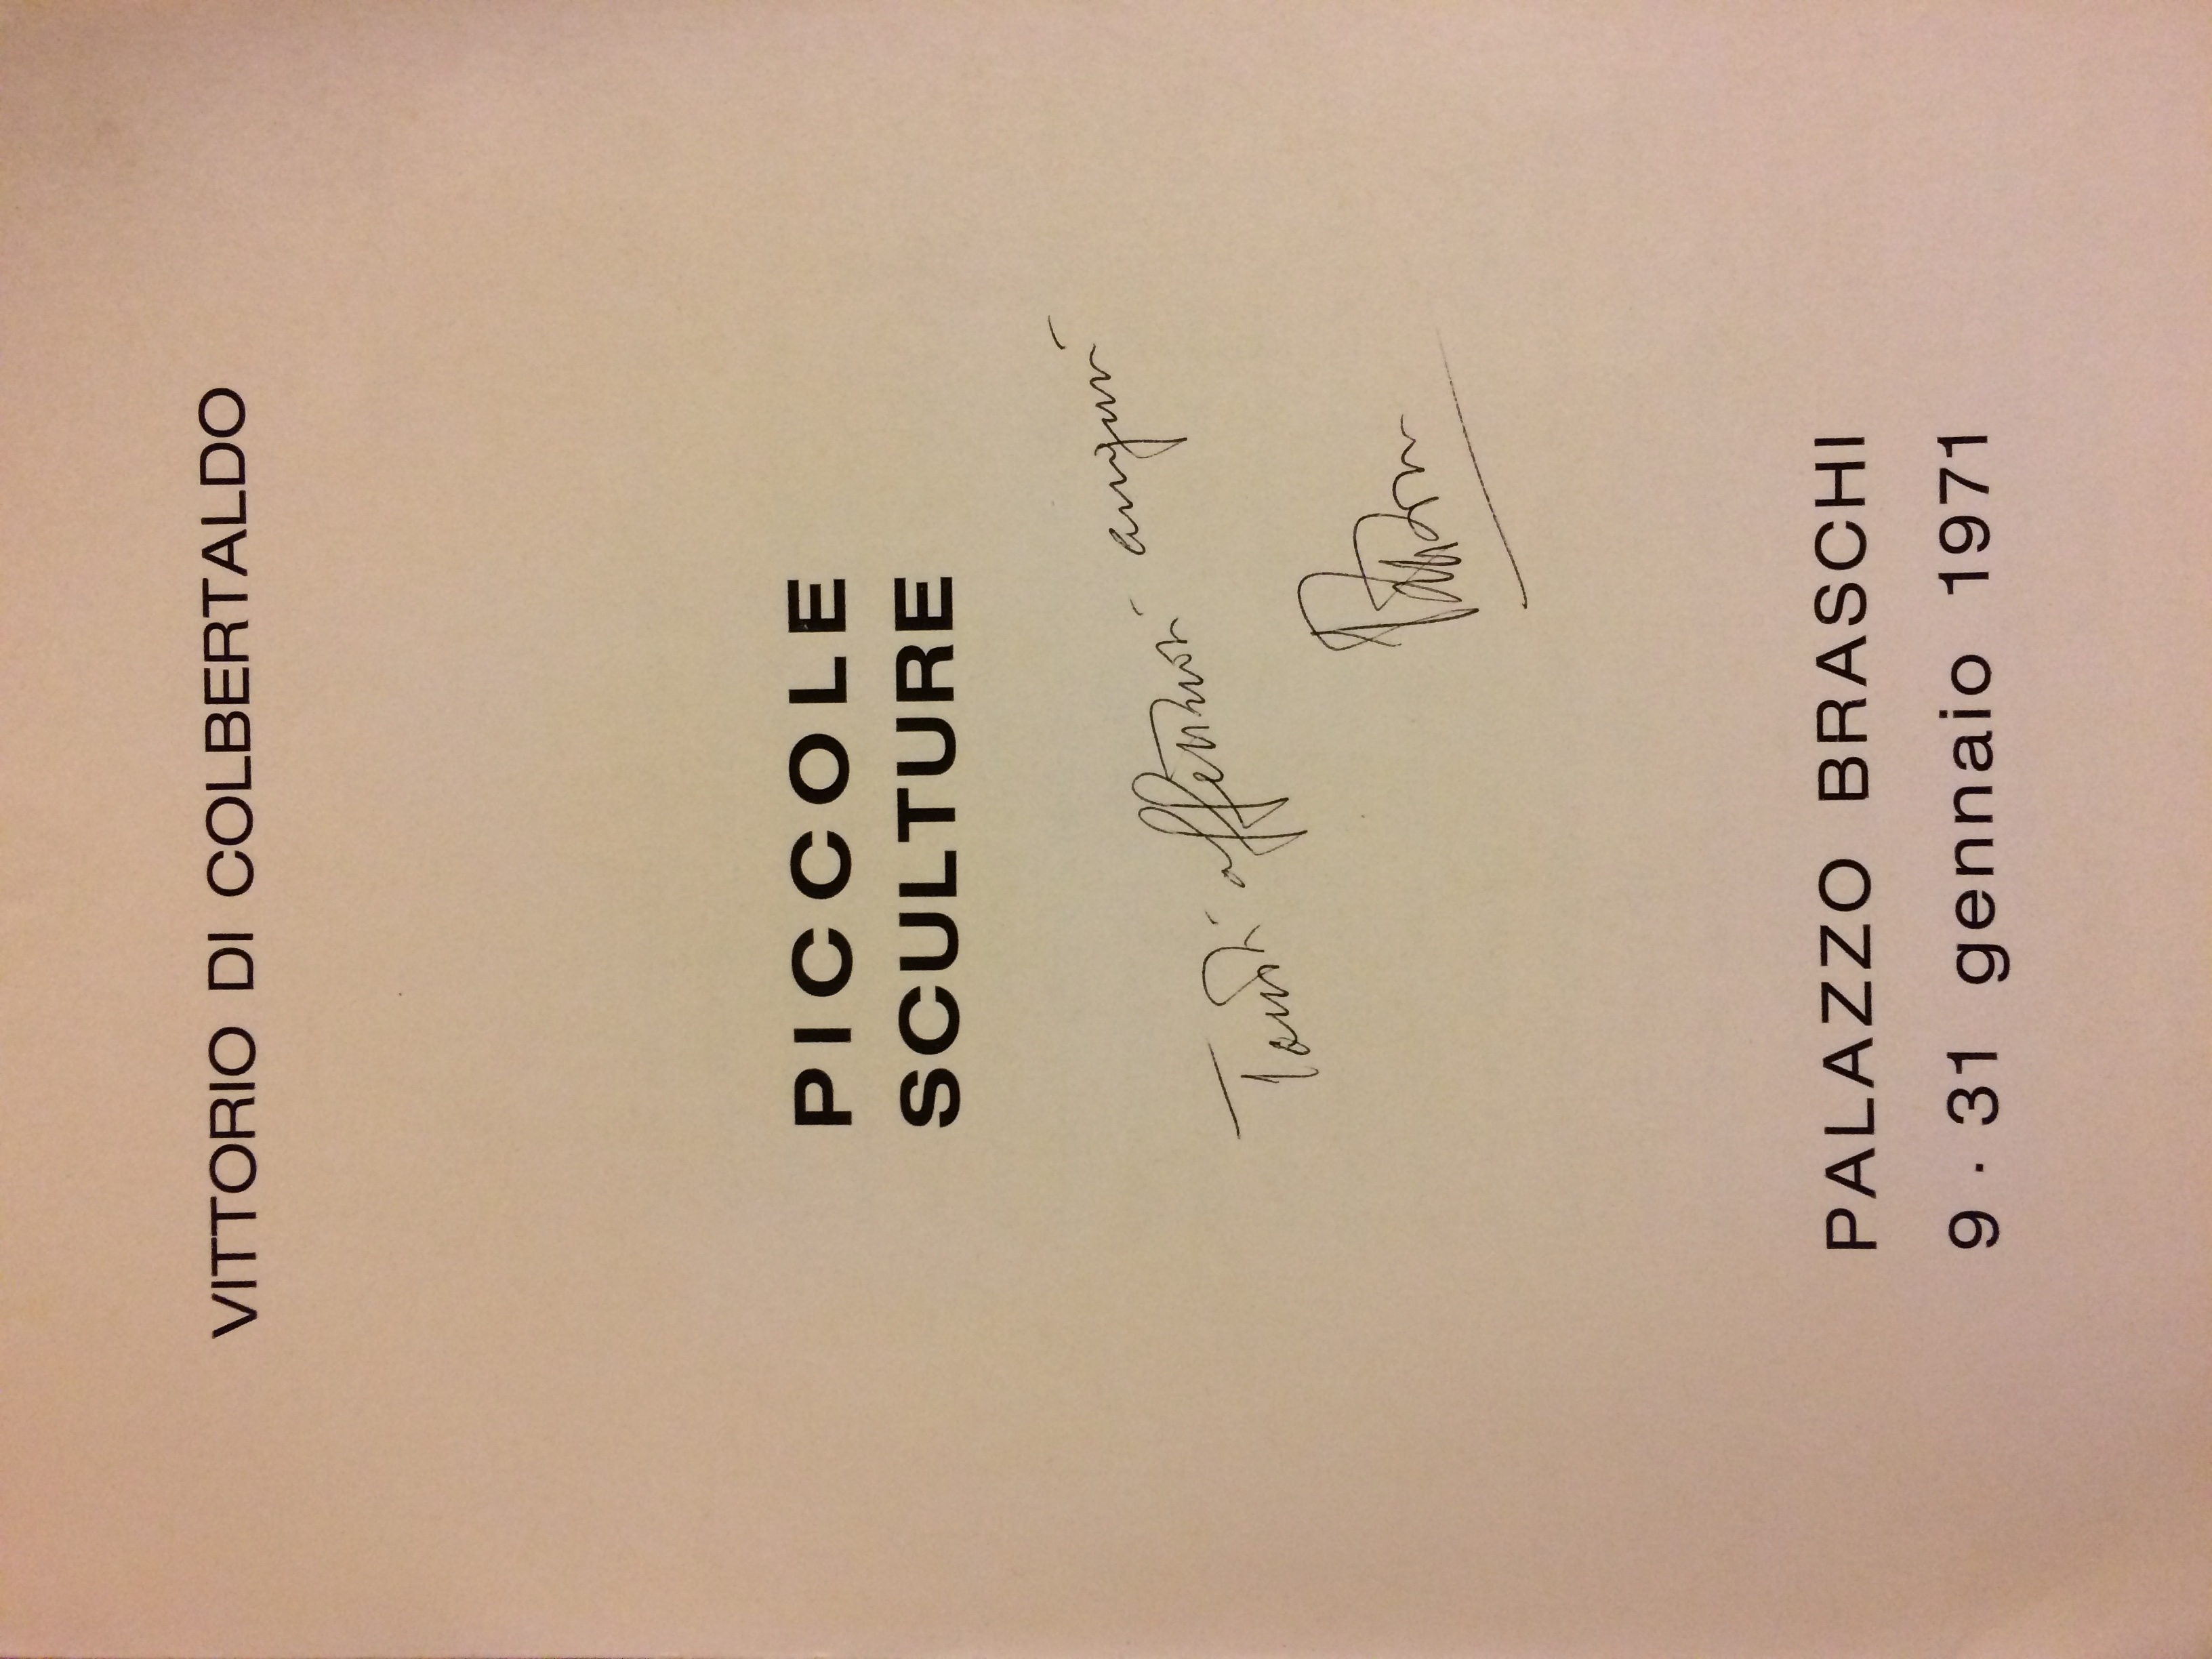 VITTORIO DI COLBERTALDO
PICCOLE
SCULTURE
Tanti affettuosi auguri
PALAZZO BRASCHI
9 · 31 gennaio 1971